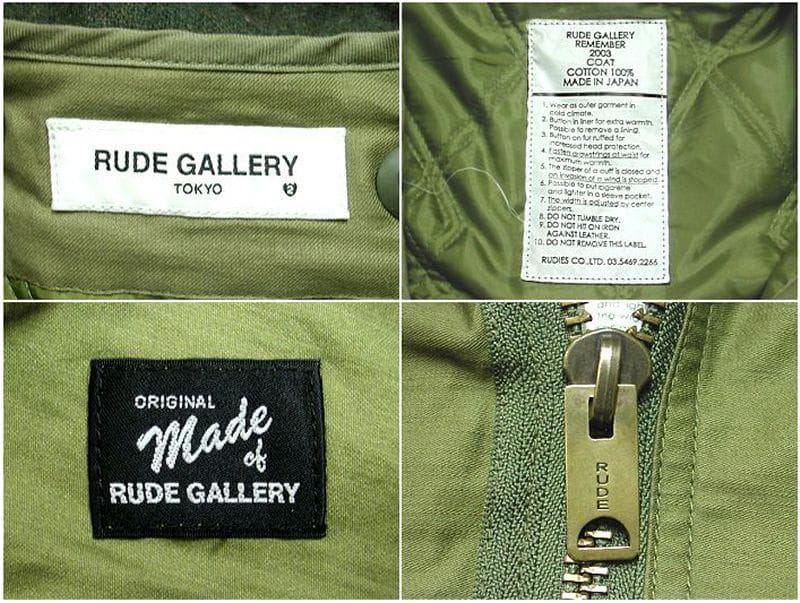 RUDE GALLERY
TOKYO 2
RUDE GALLERY
REMEMBER
2003
COAT
COTTON 100%
MADE IN JAPAN
1. Wear as outer garment in
cold climate.
2. Button in liner for extra warmth.
Possible to remove a lining.
3. Button on fur ruffed for
increased head protection.
4. Fasten drawstrings at waist for
maximum warmth.
5. The zipper of a cuff is closed and
an invasion of a wind is stopped.
6. Possible to put cigarette
and lighter in a sleeve pocket.
7. The width is adjusted by center
zippers.
8. DO NOT TUMBLE DRY.
9. DO NOT HIT ON IRON
AGAINST LEATHER.
10. DO NOT REMOVE THIS LABEL.
RUDIES CO.,LTD. 03.5469.2266
ORIGINAL
Made
of
RUDE GALLERY
RUDE